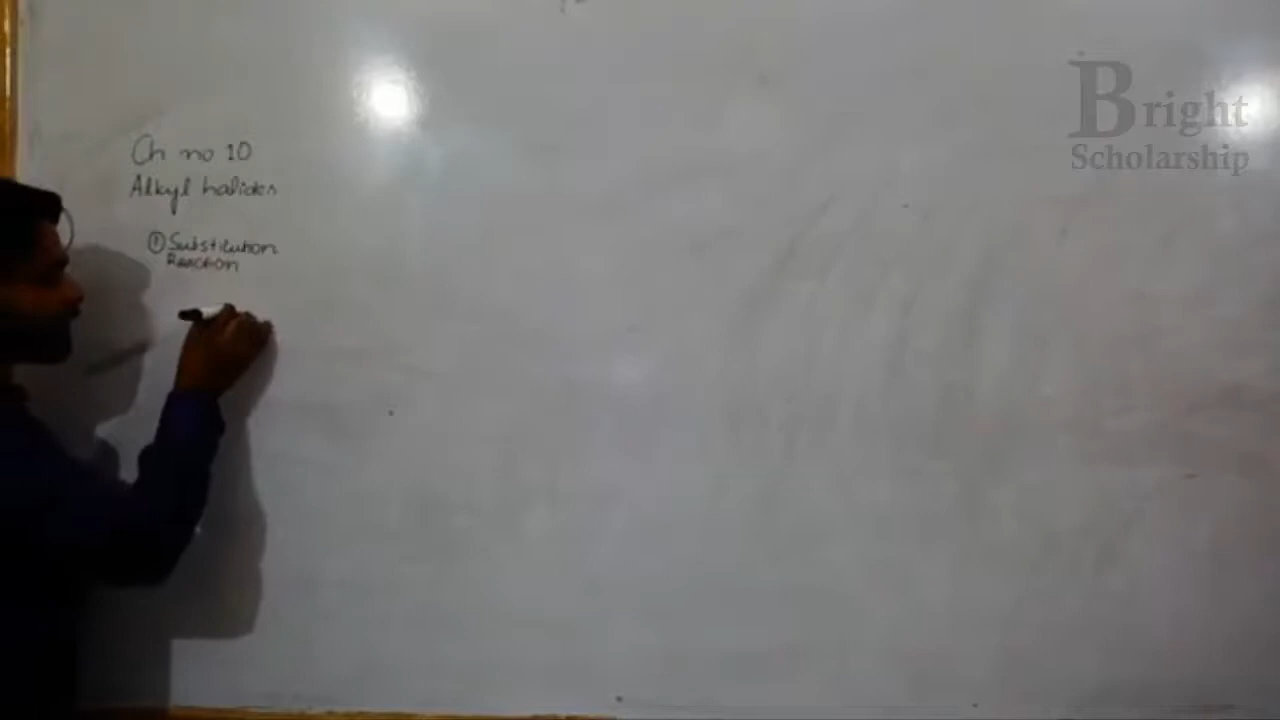 Bright
Scholarship
Ch no 10
Alkyl halides
① Substitution
Reaction